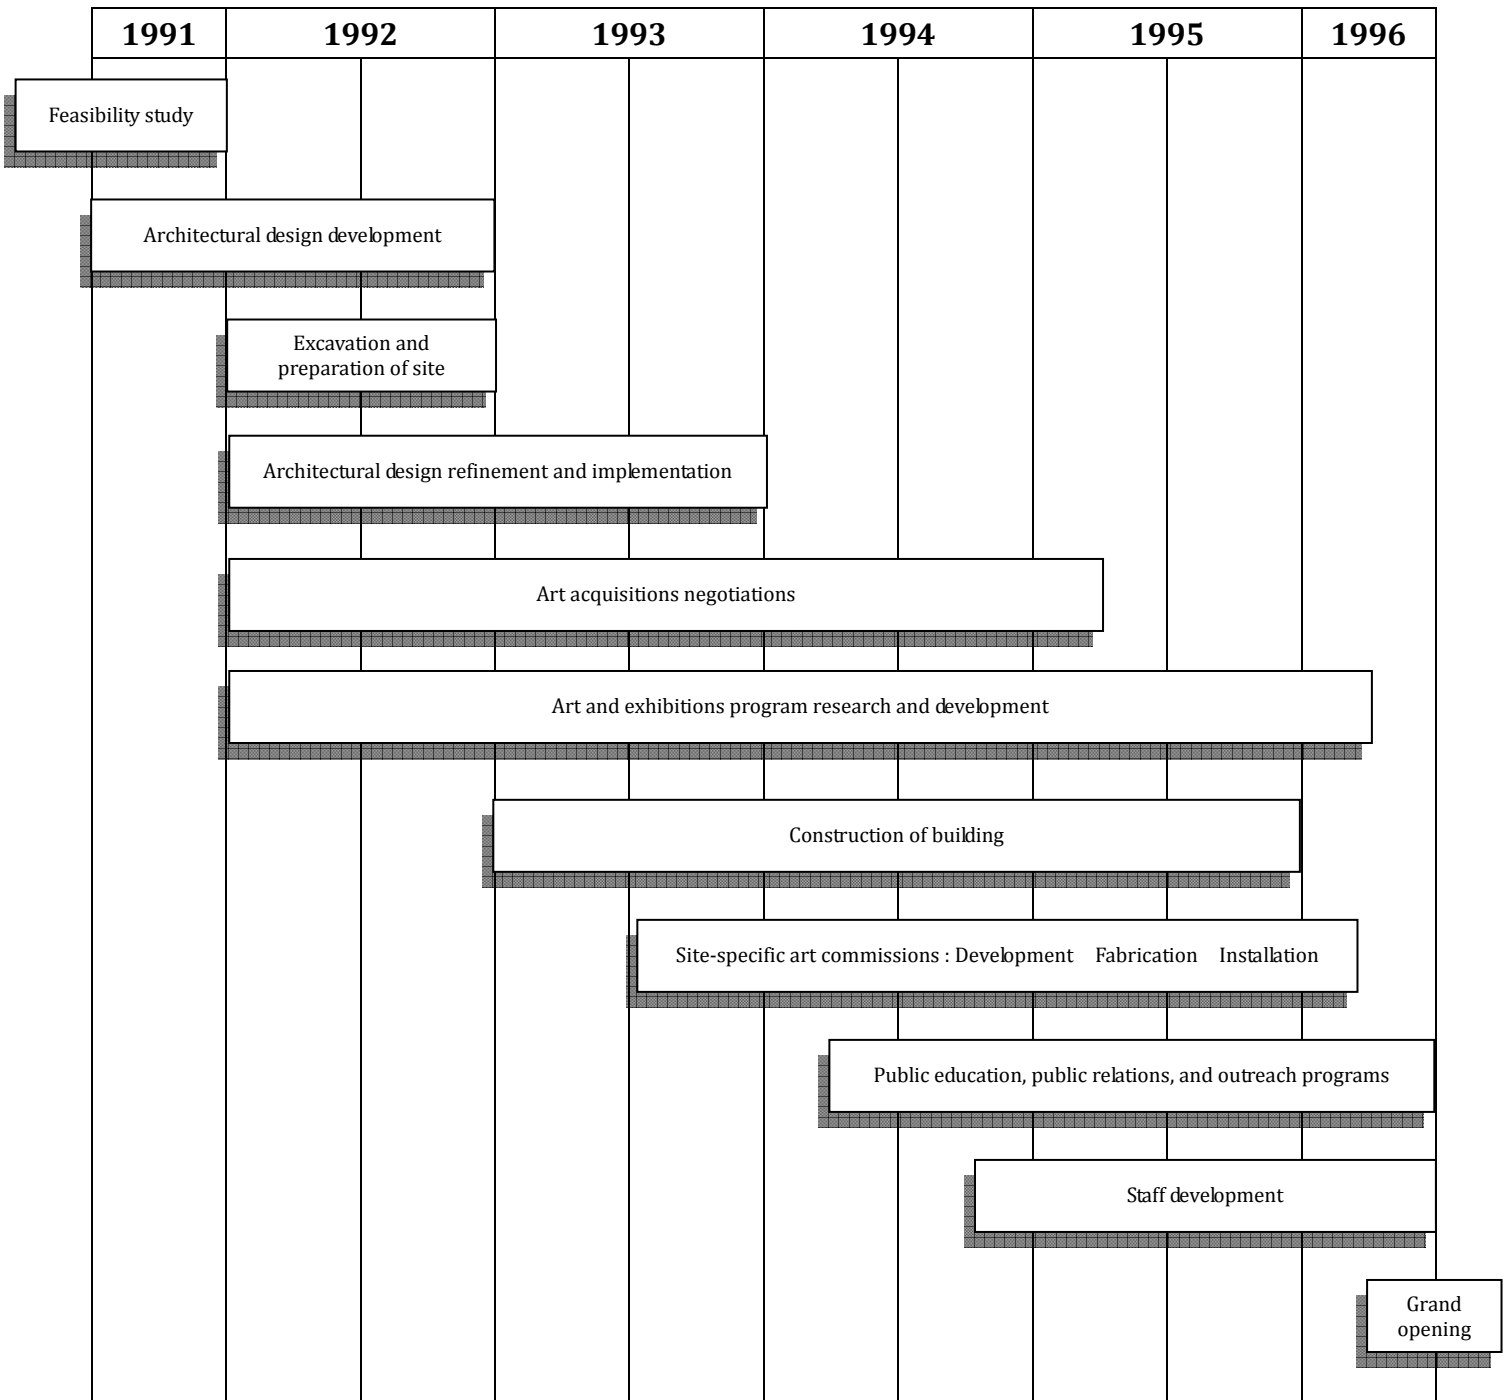 1991 1992 1993 1994 1995 1996
Feasibility study
Architectural design development
Excavation and
preparation of site
Architectural design refinement and implementation
Art acquisitions negotiations
Art and exhibitions program research and development
Construction of building
Site-specific art commissions : Development Fabrication Installation
Public education, public relations, and outreach programs
Staff development
Grand
opening